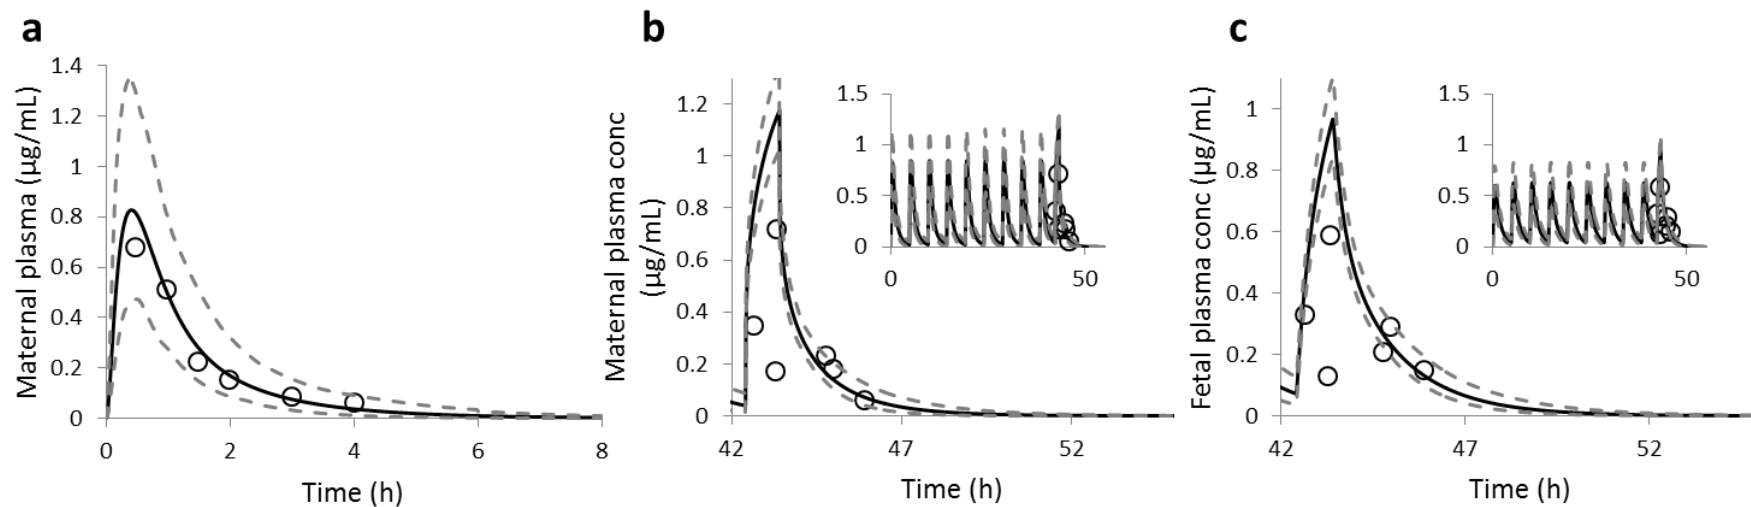 a
Maternal plasma (µg/mL)
1.4
1.2
1
0.8
0.6
0.4
0.2
0
0 2 4 6 8
Time (h)
b
Maternal plasma conc
(µg/mL)
1.2
1
0.8
0.6
0.4
0.2
0
42 47 52
Time (h)
1.5
1
0.5
0
0 50
c
Fetal plasma conc (µg/mL)
1
0.8
0.6
0.4
0.2
0
42 47 52
Time (h)
1.5
1
0.5
0
0 50